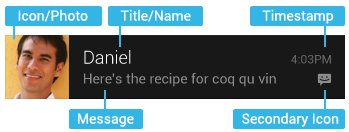 Icon/Photo Title/Name Timestamp
Daniel 4:03PM
Here's the recipe for coq qu vin
Message Secondary Icon